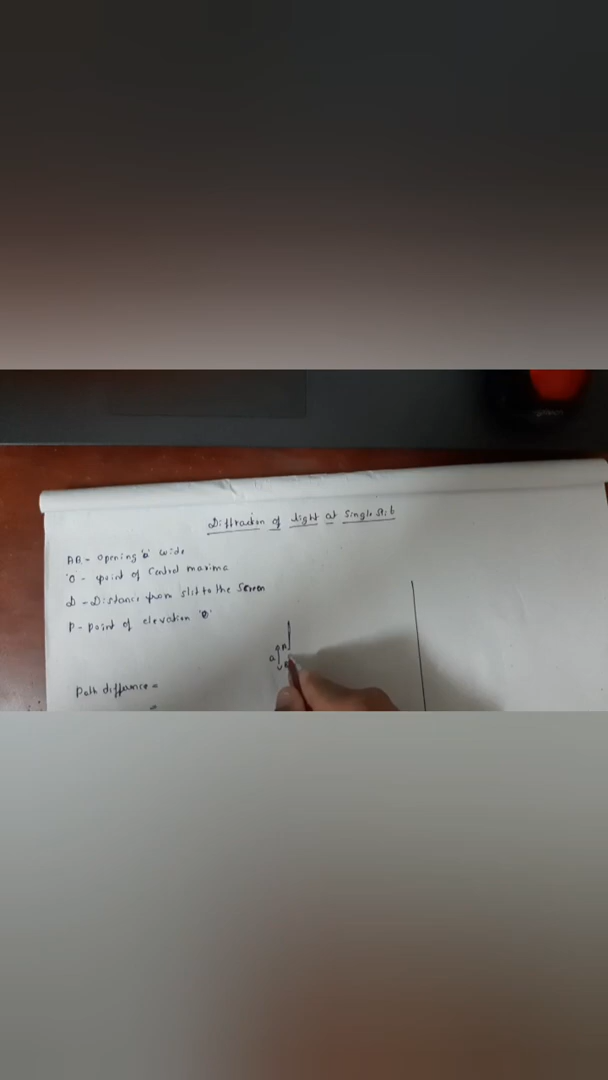 Diffraction of light at Single slit
AB - opening 'a' wide
'O' - point of Central maxima
D - Distance from slit to the Screen
P - point of elevation 'θ'
A
a
Path diffarnce =
=